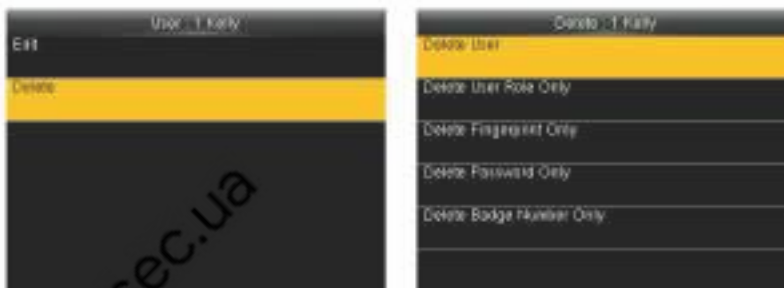 User : 1 Kelly
Edit
Delete
Delete : 1 Kelly
Delete User
Delete User Role Only
Delete Fingerprint Only
Delete Password Only
Delete Badge Number Only
sec.ua